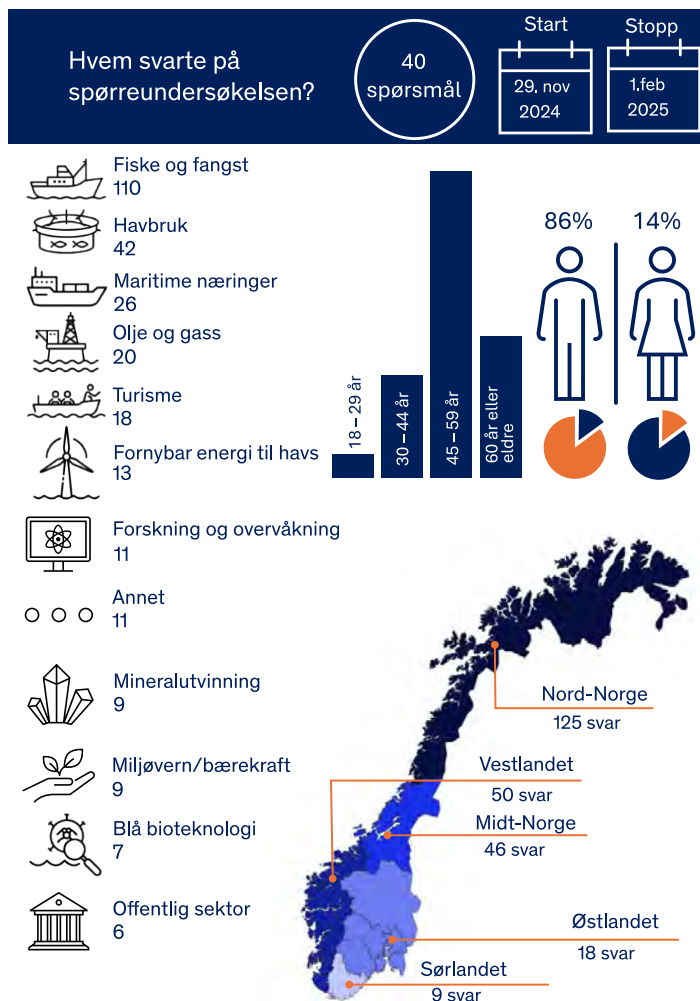 Hvem svarte på
spørreundersøkelsen?
40
spørsmål
Start
29. nov
2024
Stopp
1.feb
2025
Fiske og fangst
110
Havbruk
42
Maritime næringer
26
Olje og gass
20
Turisme
18
Fornybar energi til havs
13
Forskning og overvåkning
11
Annet
11
Mineralutvinning
9
Miljøvern/bærekraft
9
Blå bioteknologi
7
Offentlig sektor
6
18 – 29 år
30 – 44 år
45 – 59 år
60 år eller
eldre
86%
14%
Nord-Norge
125 svar
Vestlandet
50 svar
Midt-Norge
46 svar
Østlandet
18 svar
Sørlandet
9 svar